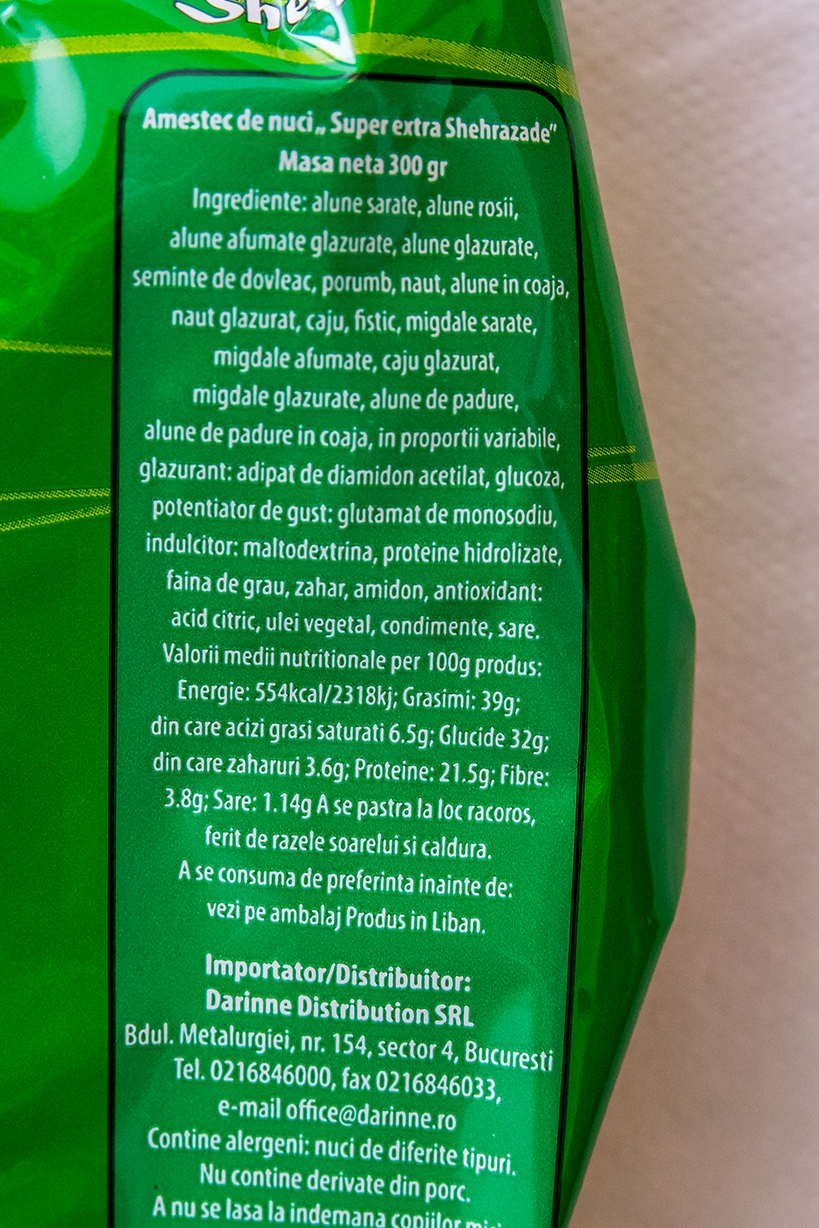 She
Amestec de nuci „ Super extra Shehrazade"
Masa neta 300 gr
Ingrediente: alune sarate, alune rosii,
alune afumate glazurate, alune glazurate,
seminte de dovleac, porumb, naut, alune in coaja,
naut glazurat, caju, fistic, migdale sarate,
migdale afumate, caju glazurat,
migdale glazurate, alune de padure,
alune de padure in coaja, in proportii variabile,
glazurant: adipat de diamidon acetilat, glucoza,
potentiator de gust: glutamat de monosodiu,
indulcitor: maltodextrina, proteine hidrolizate,
faina de grau, zahar, amidon, antioxidant:
acid citric, ulei vegetal, condimente, sare.
Valorii medii nutritionale per 100g produs:
Energie: 554kcal/2318kj; Grasimi: 39g;
din care acizi grasi saturati 6.5g; Glucide 32g;
din care zaharuri 3.6g; Proteine: 21.5g; Fibre:
3.8g; Sare: 1.14g A se pastra la loc racoros,
ferit de razele soarelui si caldura.
A se consuma de preferinta inainte de:
vezi pe ambalaj Produs in Liban.
Importator/Distribuitor:
Darinne Distribution SRL
Bdul. Metalurgiei, nr. 154, sector 4, Bucuresti
Tel. 0216846000, fax 0216846033,
e-mail office@darinne.ro
Contine alergeni: nuci de diferite tipuri.
Nu contine derivate din porc.
A nu se lasa la indemana copiilor